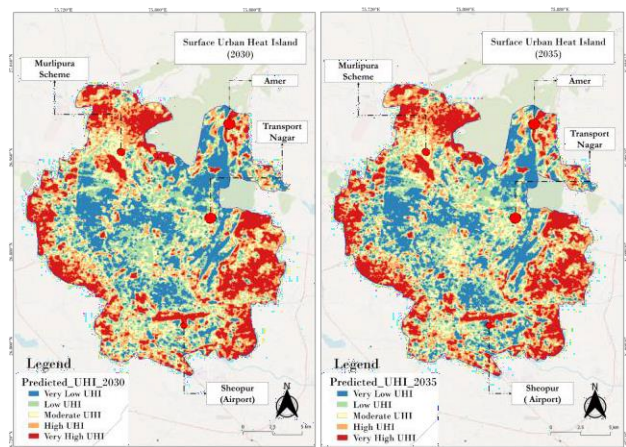 Surface Urban Heat Island
(2030)
Murlipura
Scheme
Amer
Transport
Nagar
Legend
Predicted_UHI_2030
Very Low UHI
Low UHI
Moderate UHI
High UHI
Very High UHI
Sheopur
(Airport)
N
Surface Urban Heat Island
(2035)
Murlipura
Scheme
Amer
Transport
Nagar
Legend
Predicted_UHI_2035
Very Low UHI
Low UHI
Moderate UHI
High UHI
Very High UHI
Sheopur
(Airport)
N